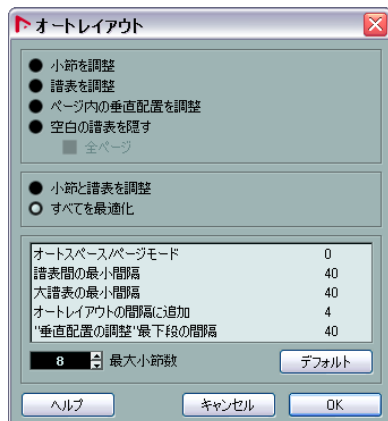 オートレイアウト
小節を調整
譜表を調整
ページ内の垂直配置を調整
空白の譜表を隠す
全ページ
小節と譜表を調整
すべてを最適化
オートスペース/ページモード 0
譜表間の最小間隔 40
大譜表の最小間隔 40
オートレイアウトの間隔に追加 4
"垂直配置の調整"最下段の間隔 40
8 最大小節数 デフォルト
ヘルプ キャンセル OK